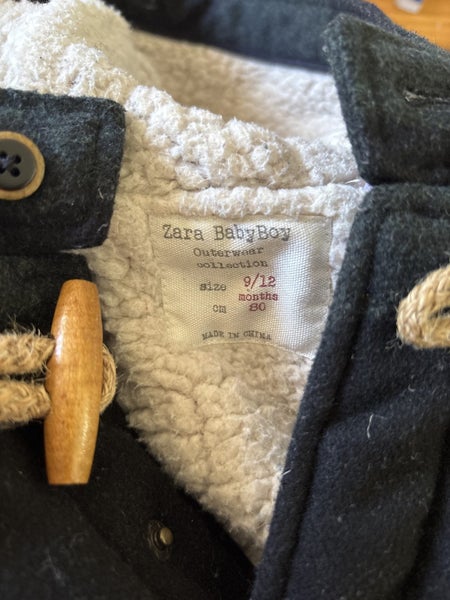 Zara BabyBoy
Outerwear
collection
size 9/12
months
cm 80
MADE IN CHINA